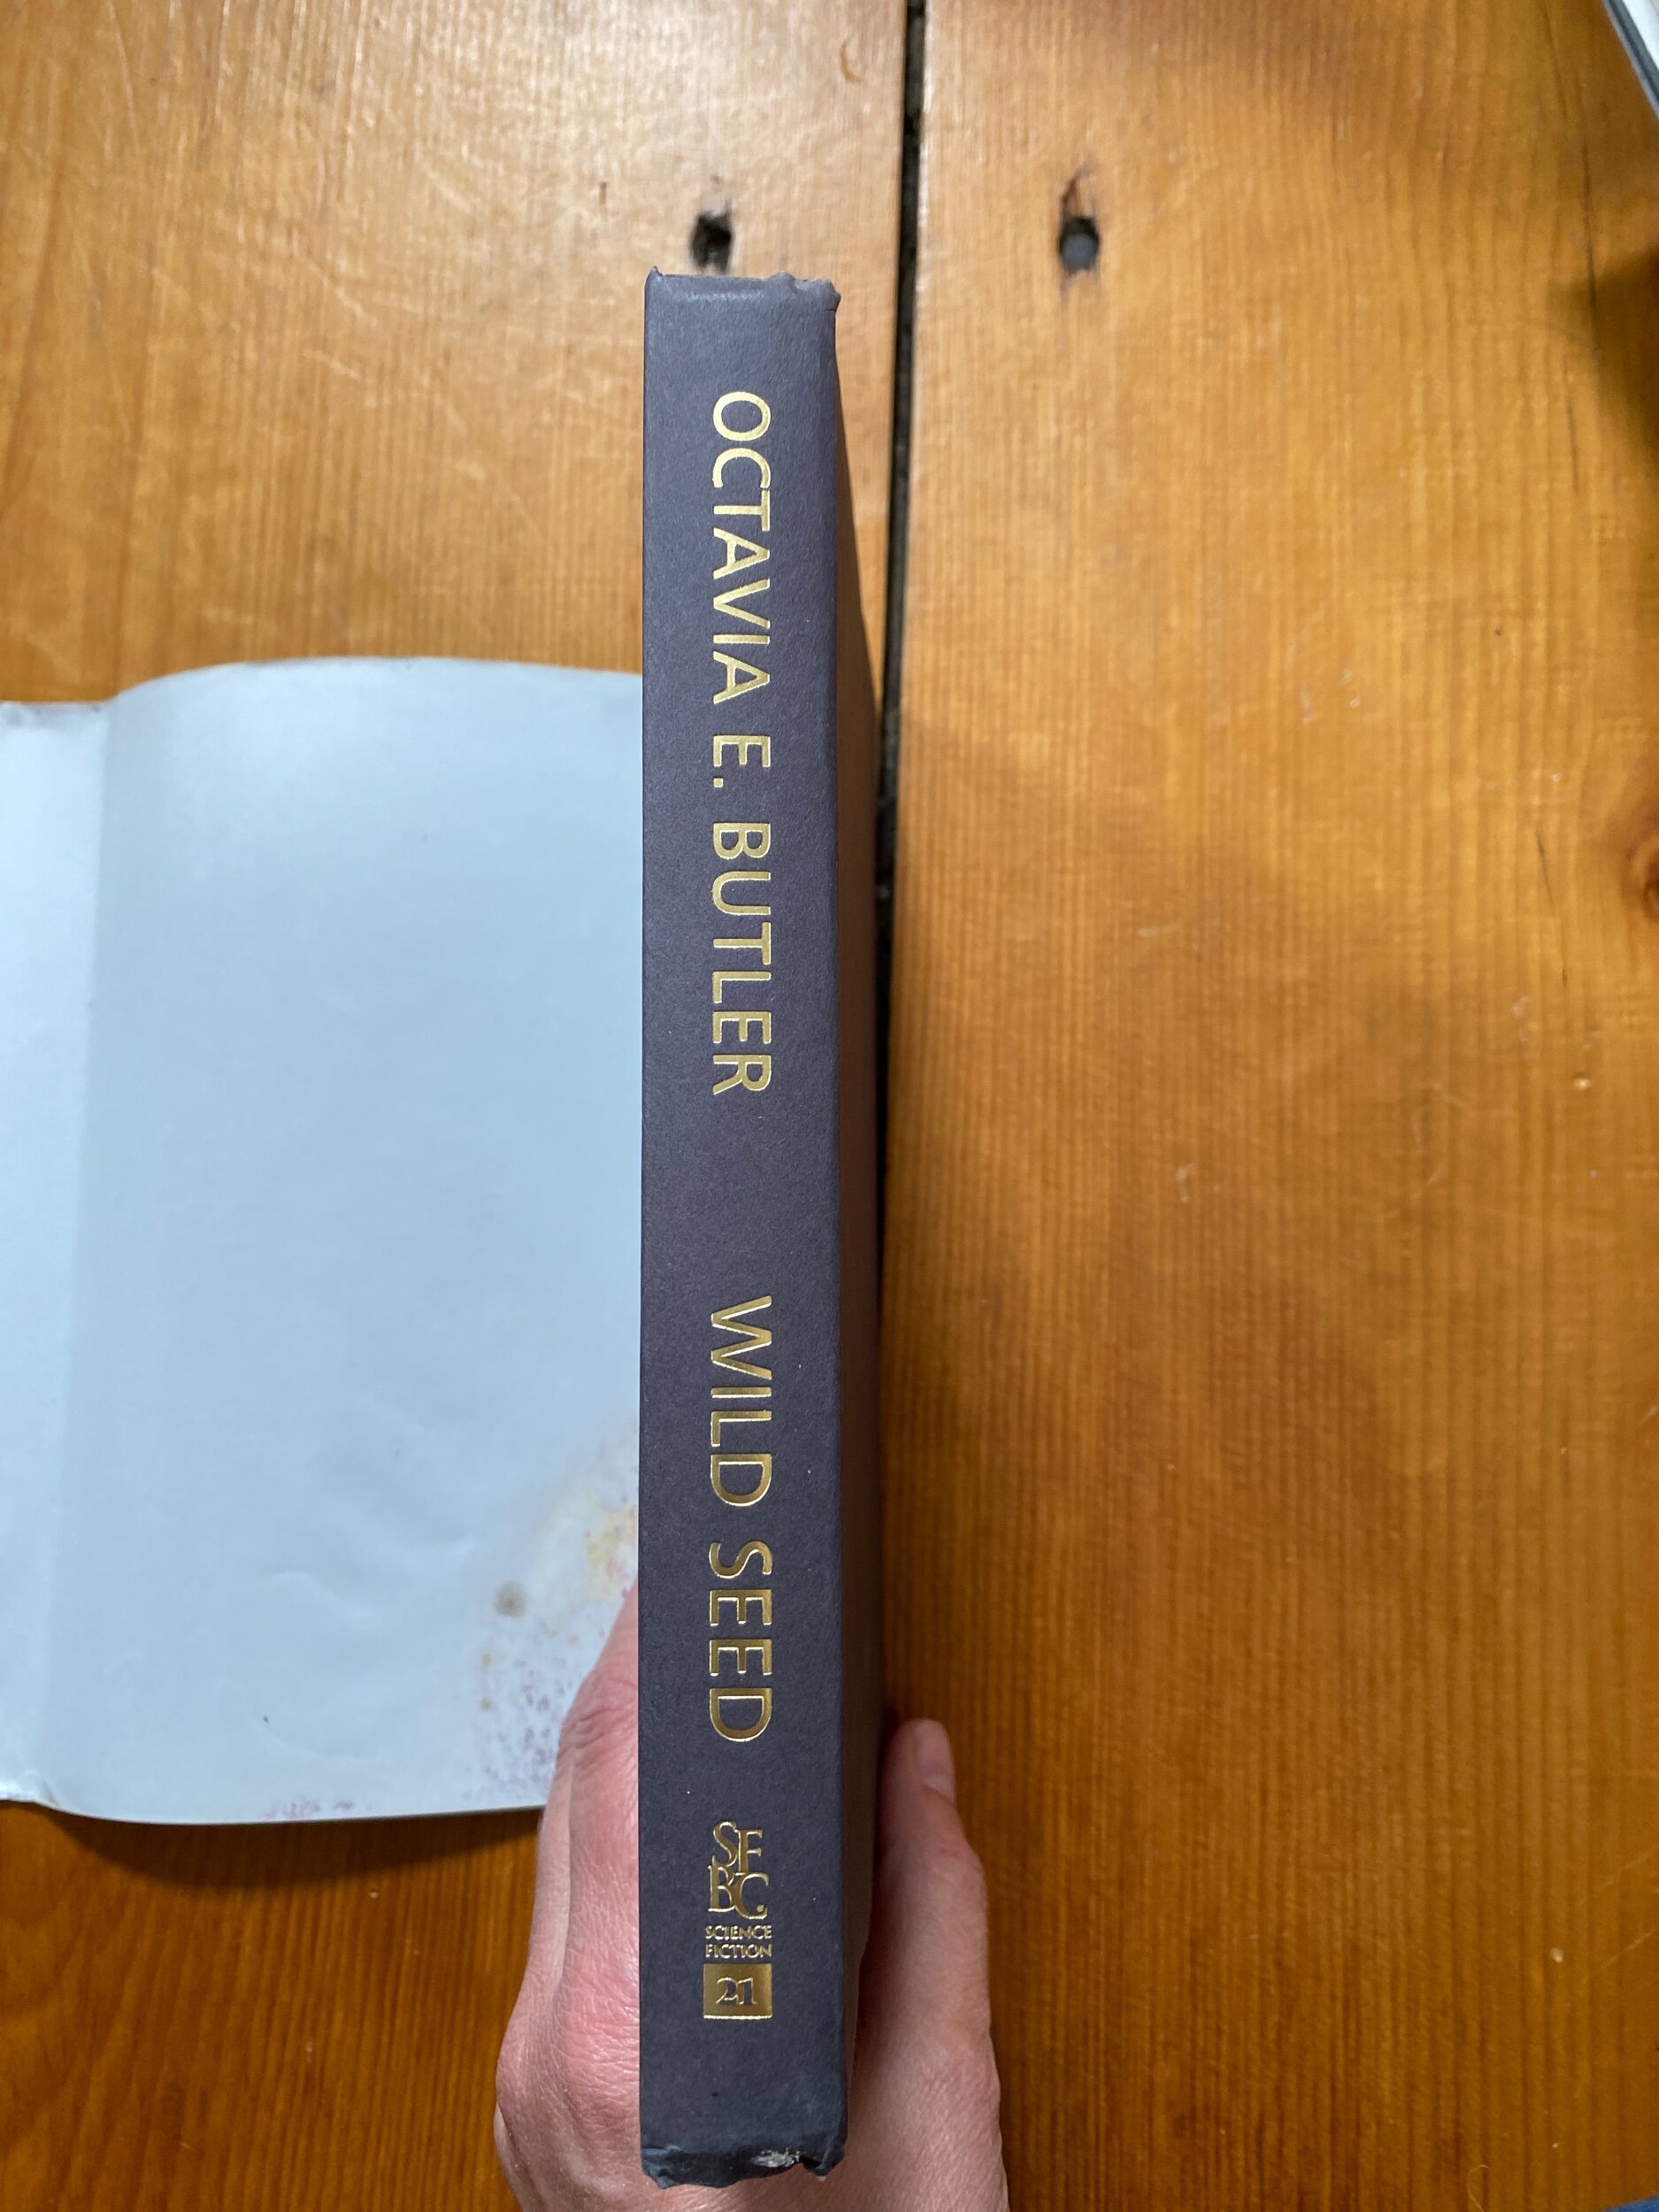 OCTAVIA E. BUTLER WILD SEED
SF
BC
SCIENCE
FICTION
21